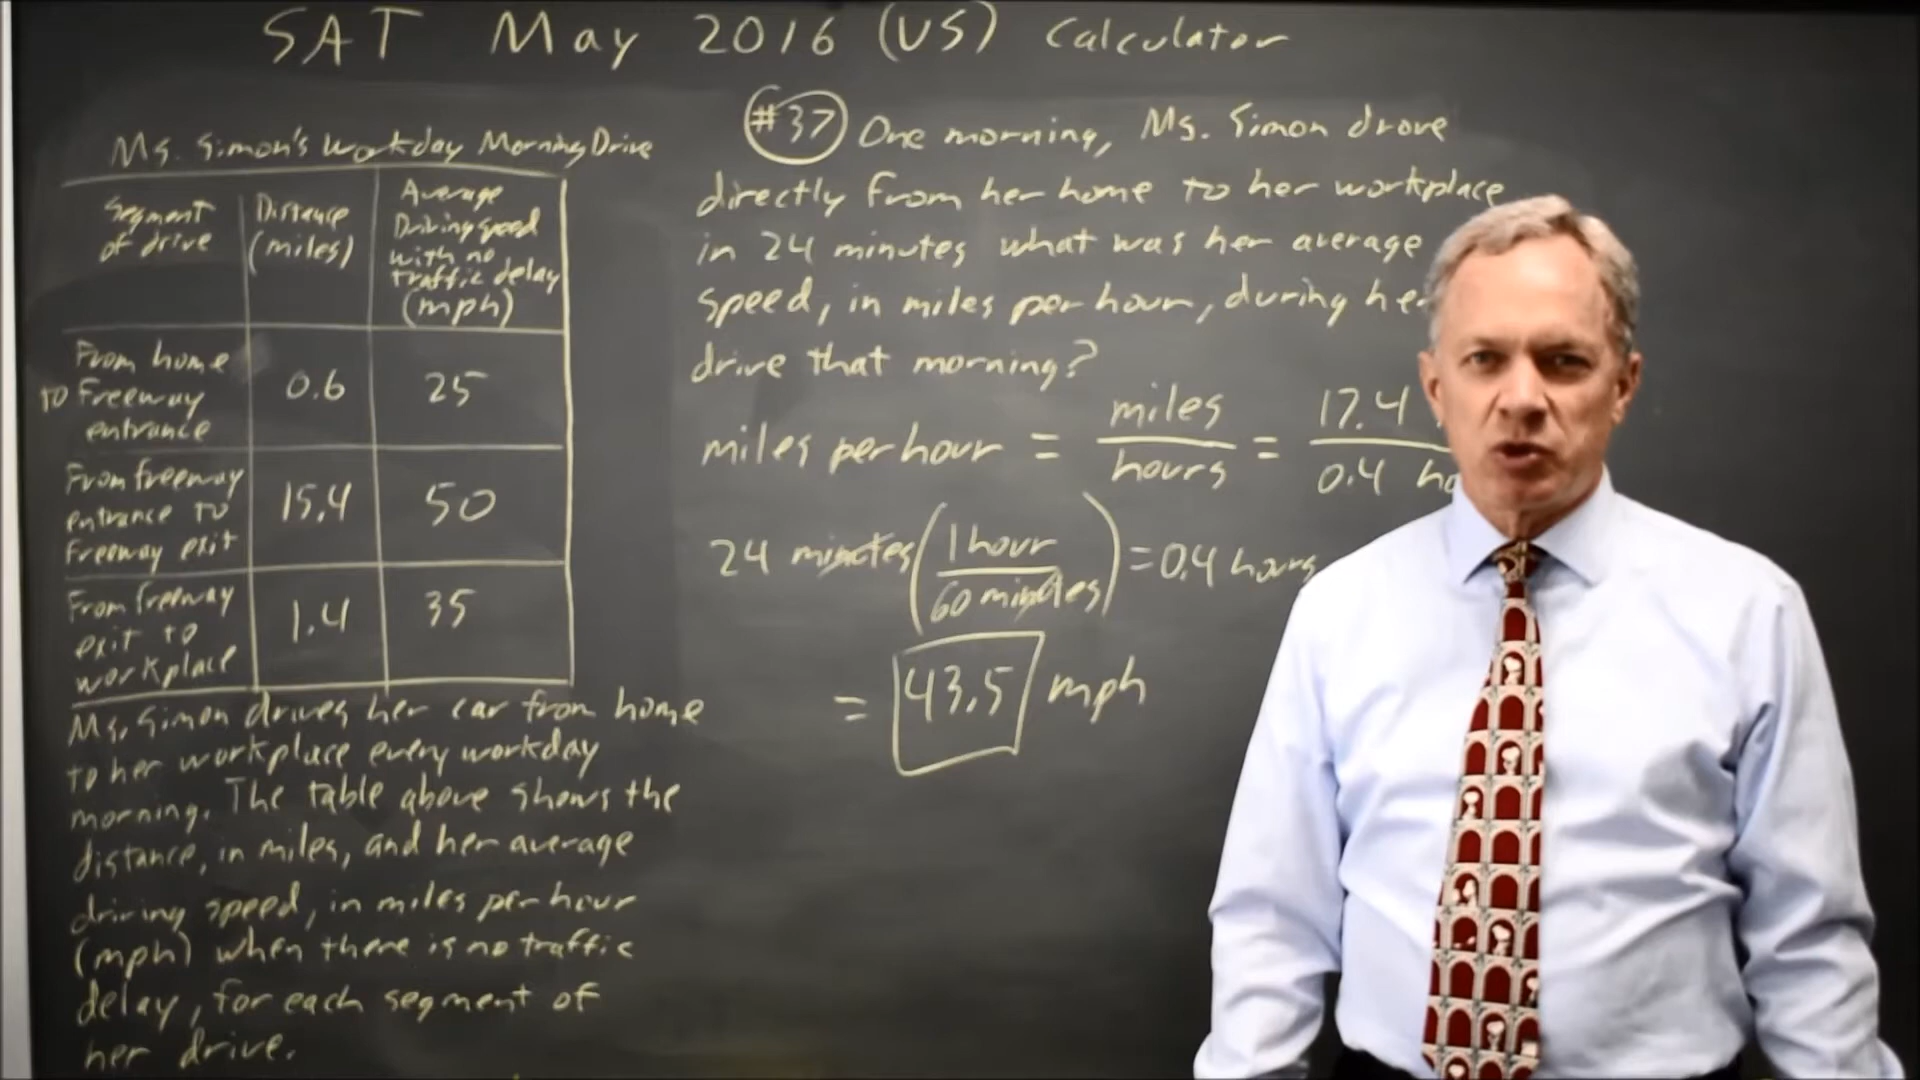 SAT May 2016 (US) Calculator
Ms. Simon's Workday Morning Drive
Segment of drive
Distance (miles)
Average Driving speed with no traffic delay (mph)
From home to Freeway entrance
0.6
25
From freeway entrance to freeway exit
15.4
50
From freeway exit to workplace
1.4
35
Ms. Simon drives her car from home
to her workplace every workday
morning. The table above shows the
distance, in miles, and her average
driving speed, in miles per hour
(mph) when there is no traffic
delay, for each segment of
her drive.
#37 One morning, Ms. Simon drove
directly from her home to her workplace
in 24 minutes what was her average
speed, in miles per hour, during he
drive that morning?
miles per hour = miles / hours = 17.4 / 0.4 ho
24 minutes (1 hour / 60 minutes) = 0.4 hours
= 43.5 mph